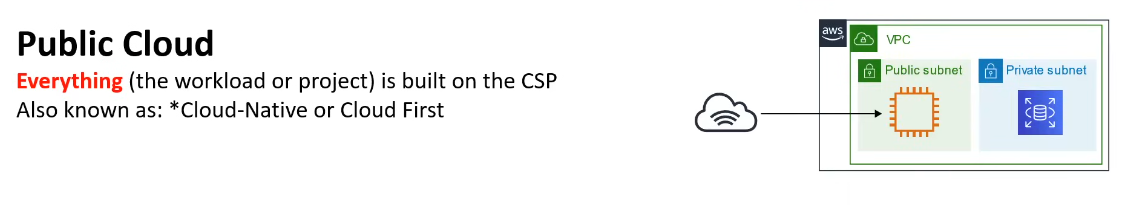 Public Cloud
Everything (the workload or project) is built on the CSP
Also known as: *Cloud-Native or Cloud First
aws
VPC
Public subnet
Private subnet